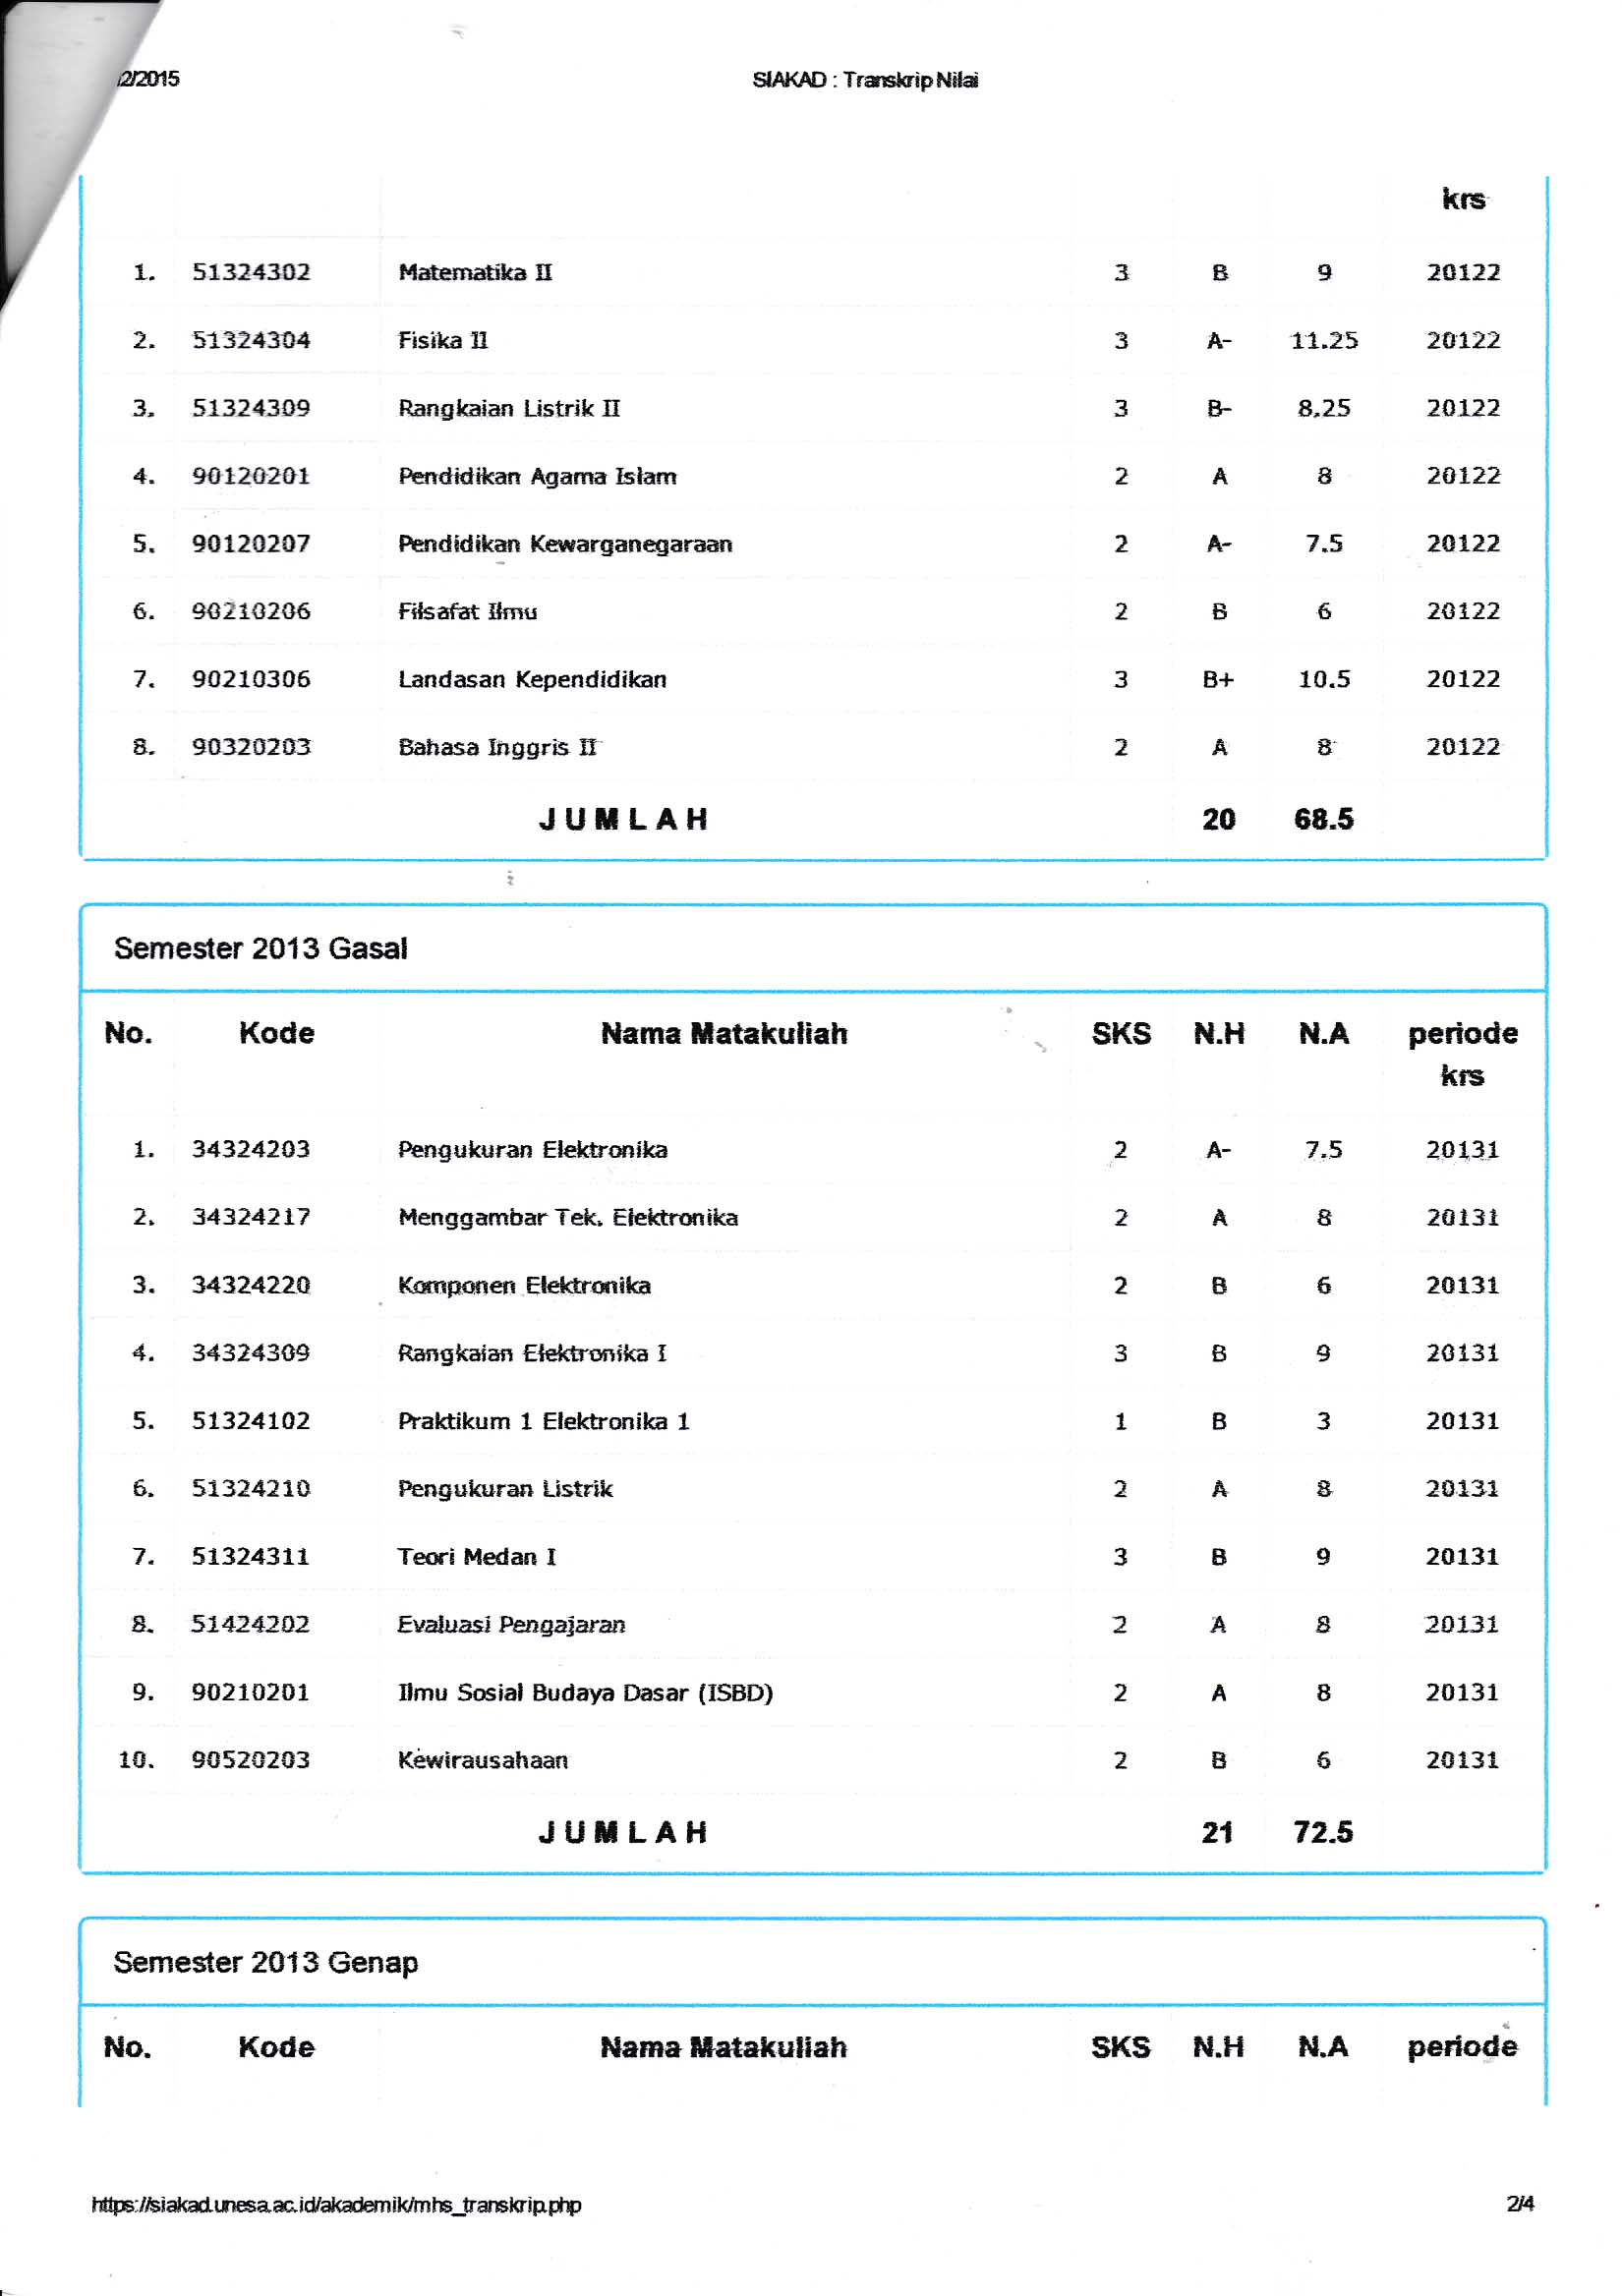 2/2015 SIAKAD : Transkrip Nilai
krs
1. 51324302 Matematika II 3 B 9 20122
2. 51324304 Fisika II 3 A- 11.25 20122
3. 51324309 Rangkaian Listrik II 3 B- 8.25 20122
4. 90120201 Pendidikan Agama Islam 2 A 8 20122
5. 90120207 Pendidikan Kewarganegaraan 2 A- 7.5 20122
6. 90210206 Filsafat Ilmu 2 B 6 20122
7. 90210306 Landasan Kependidikan 3 B+ 10.5 20122
8. 90320203 Bahasa Inggris II 2 A 8 20122
J U M L A H 20 68.5
Semester 2013 Gasal
No. Kode Nama Matakuliah SKS N.H N.A periode
krs
1. 34324203 Pengukuran Elektronika 2 A- 7.5 20131
2. 34324217 Menggambar Tek. Elektronika 2 A 8 20131
3. 34324220 Komponen Elektronika 2 B 6 20131
4. 34324309 Rangkaian Elektronika I 3 B 9 20131
5. 51324102 Praktikum 1 Elektronika 1 1 B 3 20131
6. 51324210 Pengukuran Listrik 2 A 8 20131
7. 51324311 Teori Medan I 3 B 9 20131
8. 51424202 Evaluasi Pengajaran 2 A 8 20131
9. 90210201 Ilmu Sosial Budaya Dasar (ISBD) 2 A 8 20131
10. 90520203 Kewirausahaan 2 B 6 20131
J U M L A H 21 72.5
Semester 2013 Genap
No. Kode Nama Matakuliah SKS N.H N.A periode
https://siakad.unesa.ac.id/akademik/mhs_transkrip.php 2/4